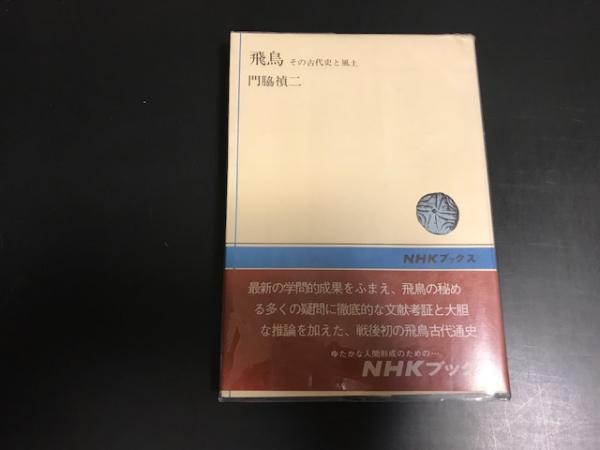 飛鳥 その古代史と風土
門脇禎二
NHKブックス
最新の学問的成果をふまえ、飛鳥の秘め
る多くの疑問に徹底的な文献考証と大胆
な推論を加えた、戦後初の飛鳥古代通史
ゆたかな人間形成のための…
NHKブックス